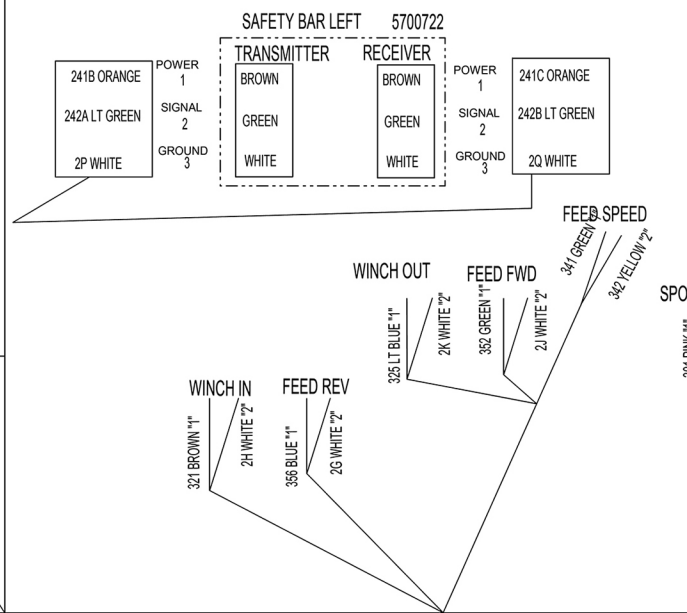 SAFETY BAR LEFT 5700722
TRANSMITTER RECEIVER
241B ORANGE
242A LT GREEN
2P WHITE
POWER
1
SIGNAL
2
GROUND
3
BROWN
GREEN
WHITE
BROWN
GREEN
WHITE
POWER
1
SIGNAL
2
GROUND
3
241C ORANGE
242B LT GREEN
2Q WHITE
FEED SPEED
341 GREEN "1"
342 YELLOW "2"
WINCH OUT
325 LT BLUE "1"
2K WHITE "2"
FEED FWD
352 GREEN "1"
2J WHITE "2"
SPO
WINCH IN
321 BROWN "1"
2H WHITE "2"
FEED REV
356 BLUE "1"
2G WHITE "2"